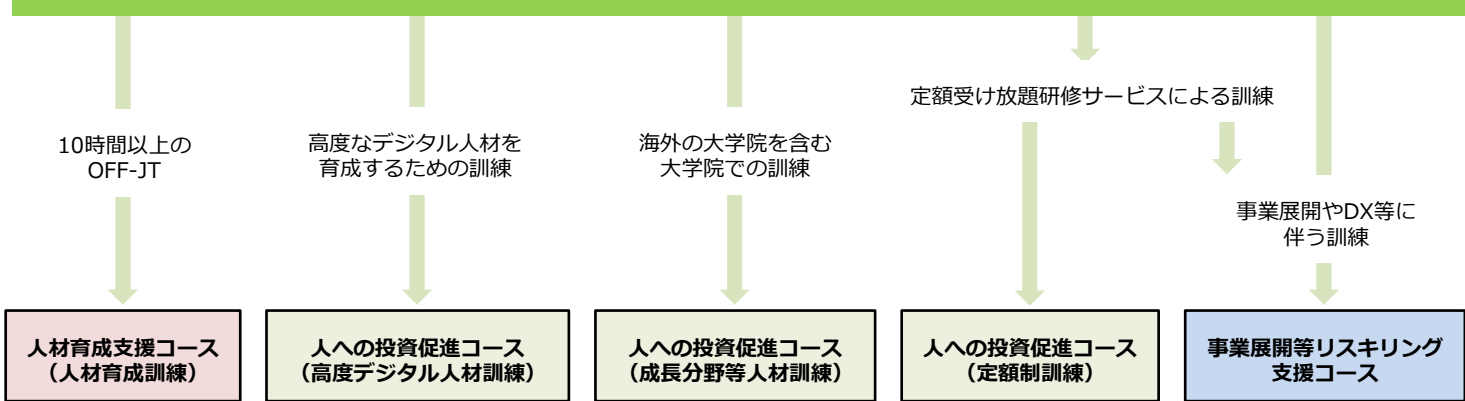 定額受け放題研修サービスによる訓練
10時間以上の
OFF-JT
高度なデジタル人材を
育成するための訓練
海外の大学院を含む
大学院での訓練
事業展開やDX等に
伴う訓練
人材育成支援コース
（人材育成訓練）
人への投資促進コース
（高度デジタル人材訓練）
人への投資促進コース
（成長分野等人材訓練）
人への投資促進コース
（定額制訓練）
事業展開等リスキリング
支援コース